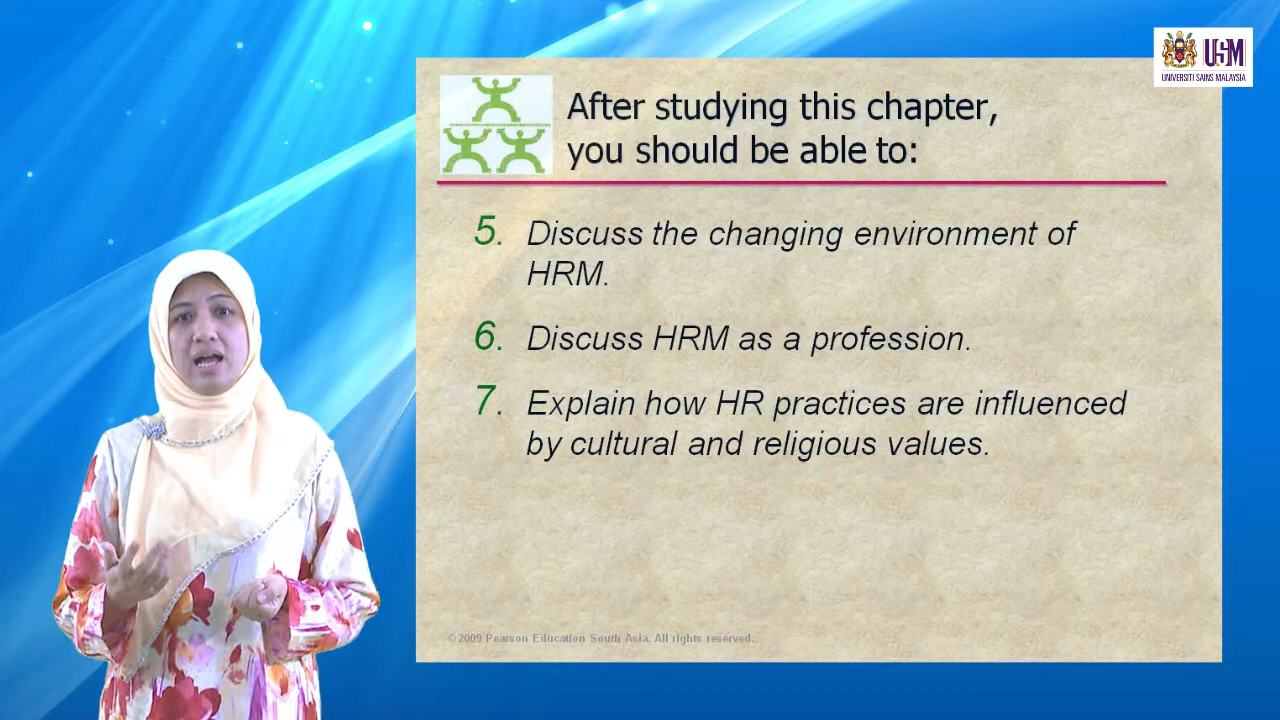 USM
UNIVERSITI SAINS MALAYSIA
After studying this chapter,
you should be able to:
5. Discuss the changing environment of
HRM.
6. Discuss HRM as a profession.
7. Explain how HR practices are influenced
by cultural and religious values.
©2009 Pearson Education South Asia. All rights reserved.